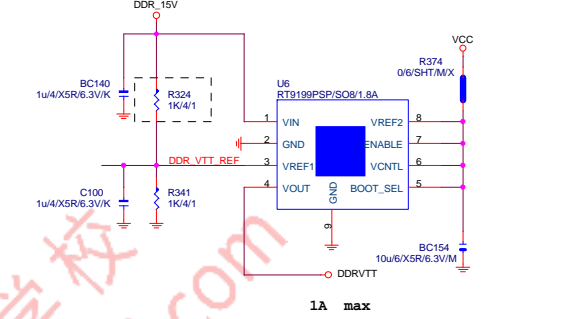 DDR_15V
VCC
R374
0/6/SHT/M/X
BC140
1u/4/X5R/6.3V/K
R324
1K/4/1
U6
RT9199PSP/SO8/1.8A
1 VIN VREF2 8
2 GND ENABLE 7
DDR_VTT_REF 3 VREF1 VCNTL 6
4 VOUT BOOT_SEL 5
GND
9
C100
1u/4/X5R/6.3V/K
R341
1K/4/1
BC154
10u/6/X5R/6.3V/M
DDRVTT
1A max
学校
com